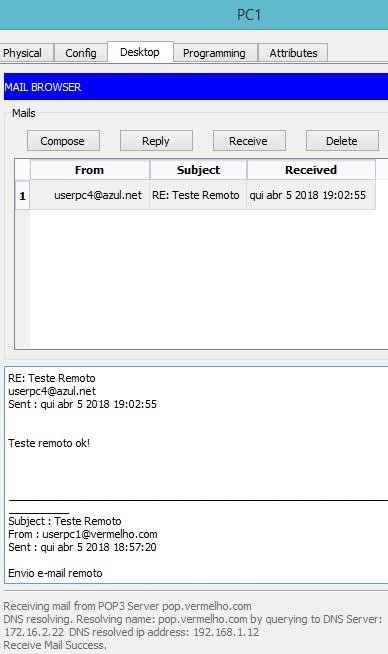 PC1
Physical Config Desktop Programming Attributes
MAIL BROWSER
Mails
Compose Reply Receive Delete
From Subject Received
1 userpc4@azul.net RE: Teste Remoto qui abr 5 2018 19:02:55
RE: Teste Remoto
userpc4@azul.net
Sent : qui abr 5 2018 19:02:55
Teste remoto ok!
Subject : Teste Remoto
From : userpc1@vermelho.com
Sent : qui abr 5 2018 18:57:20
Envio e-mail remoto
Receiving mail from POP3 Server pop.vermelho.com
DNS resolving. Resolving name: pop.vermelho.com by querying to DNS Server:
172.16.2.22 DNS resolved ip address: 192.168.1.12
Receive Mail Success.